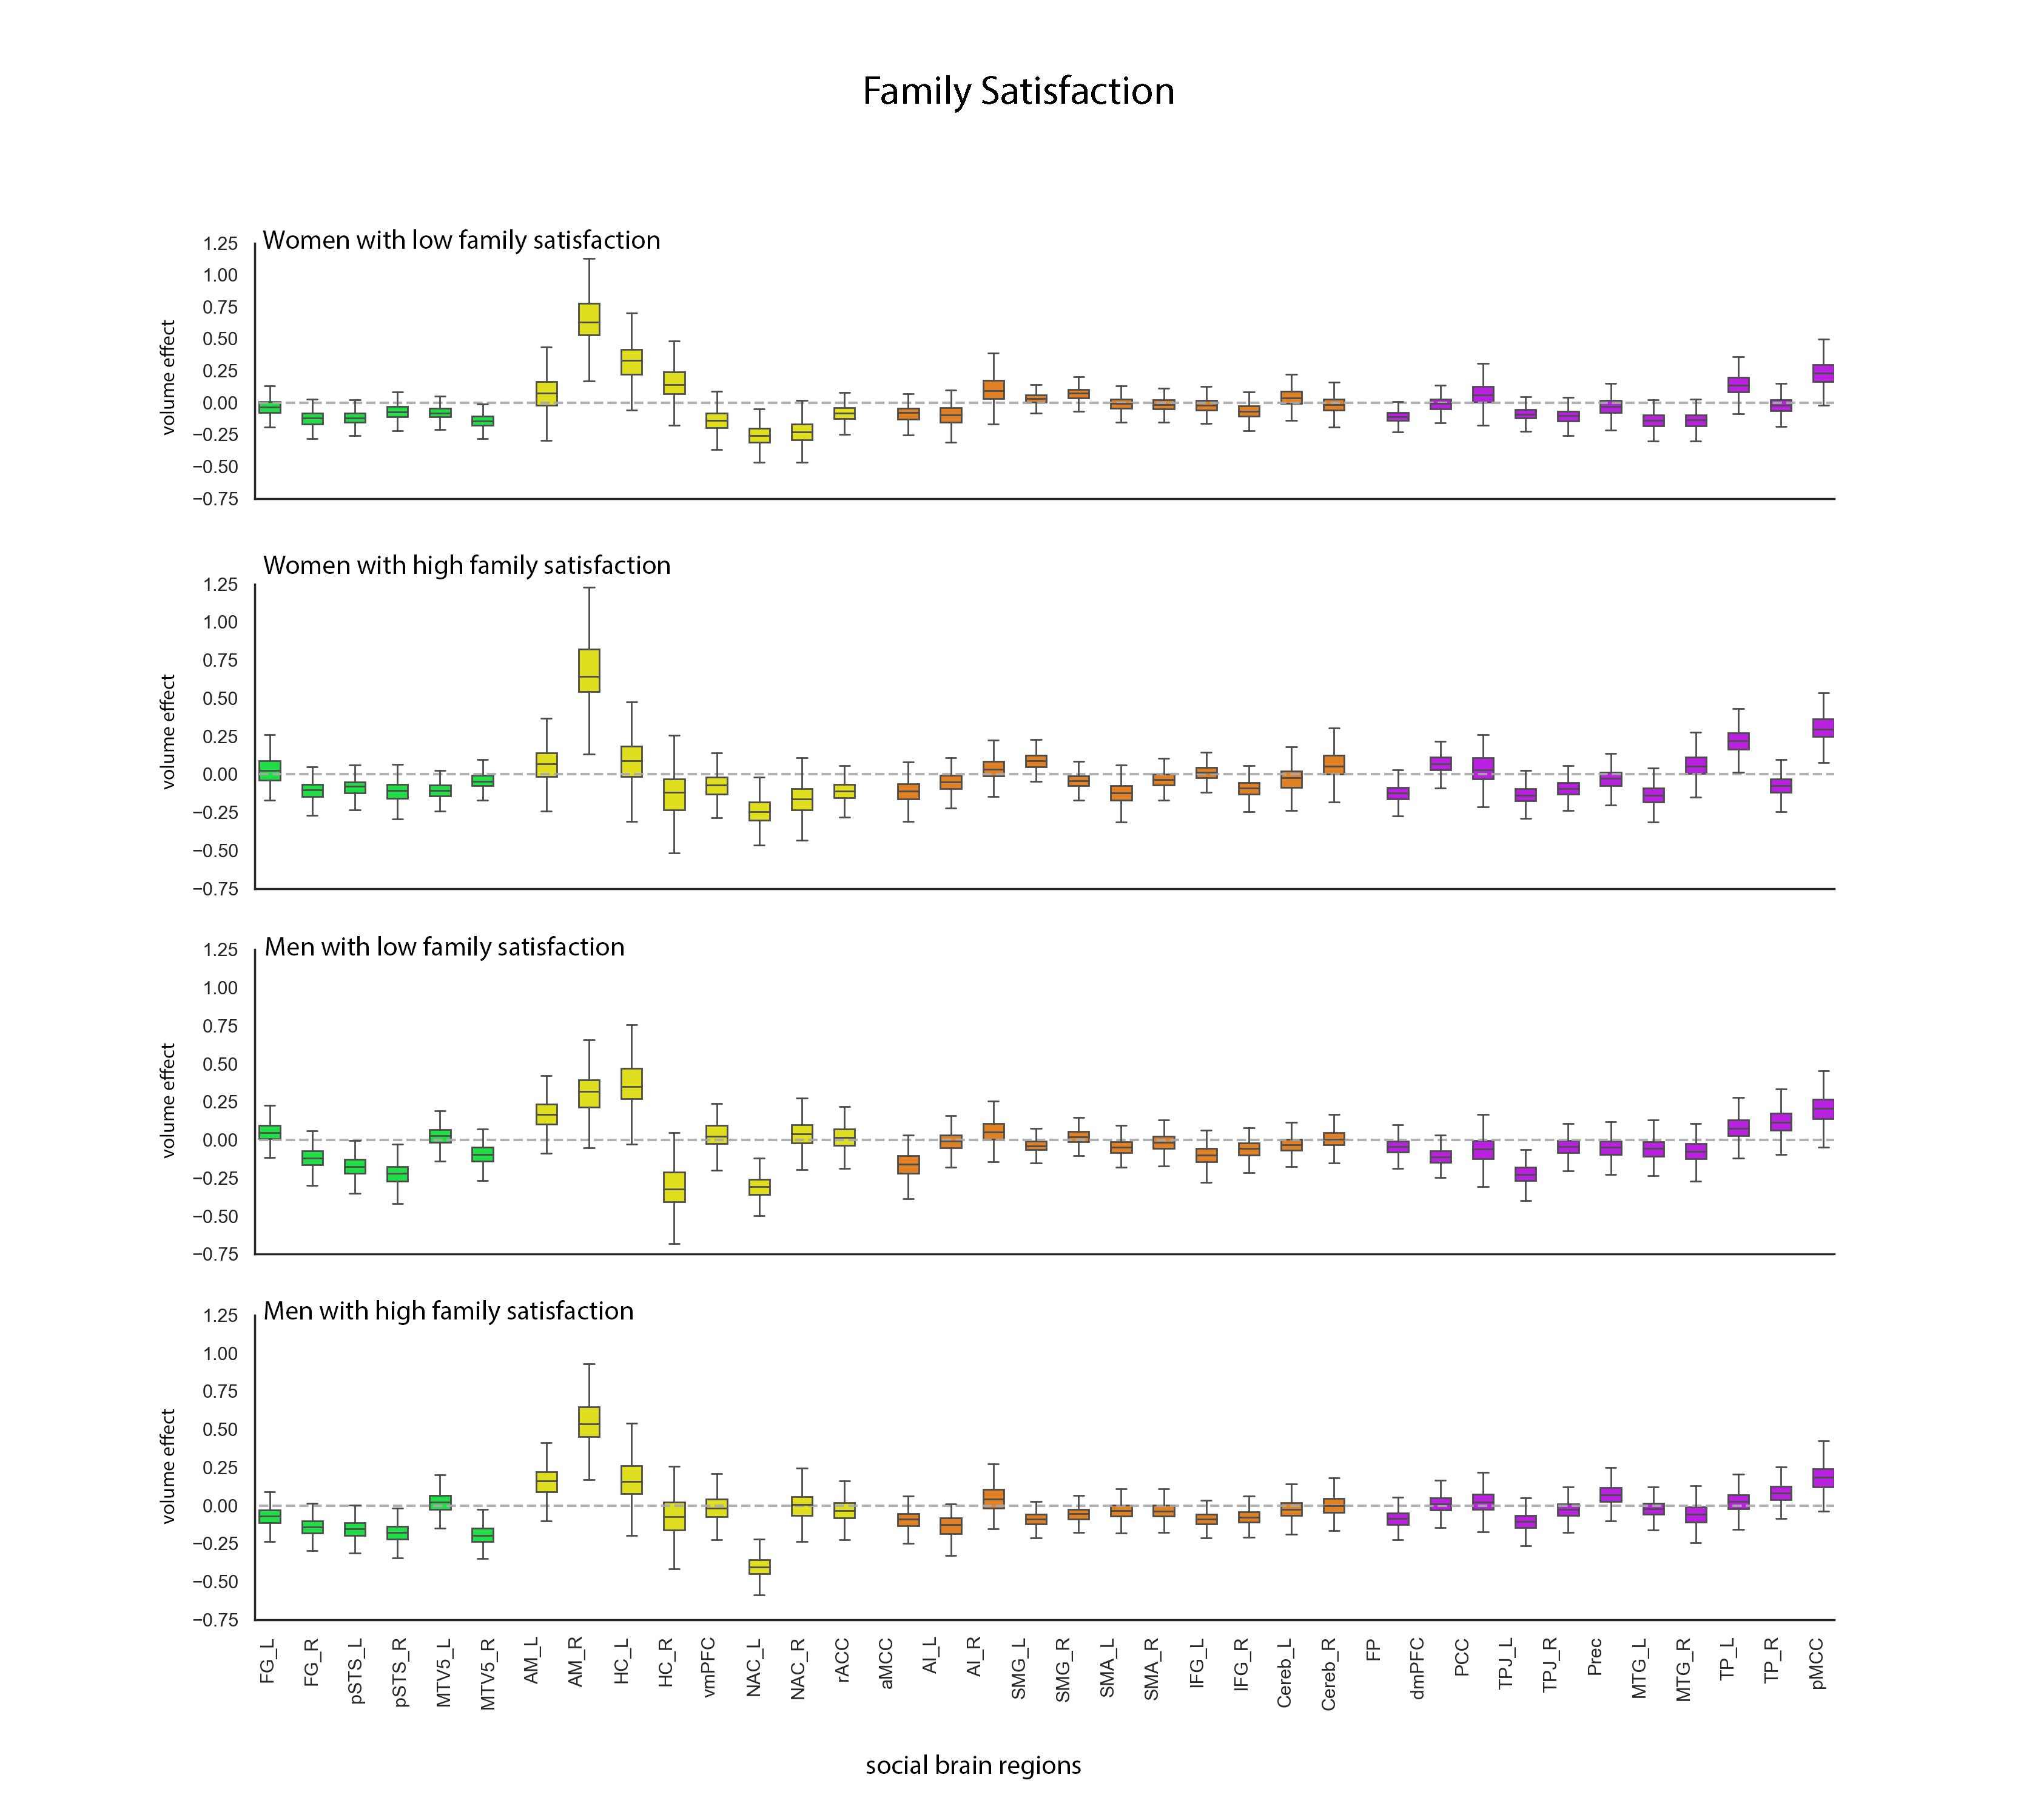 Family Satisfaction
Women with low family satisfaction
1.25
1.00
0.75
0.50
0.25
0.00
−0.25
−0.50
−0.75
volume effect
Women with high family satisfaction
1.25
1.00
0.75
0.50
0.25
0.00
−0.25
−0.50
−0.75
volume effect
Men with low family satisfaction
1.25
1.00
0.75
0.50
0.25
0.00
−0.25
−0.50
−0.75
volume effect
Men with high family satisfaction
1.25
1.00
0.75
0.50
0.25
0.00
−0.25
−0.50
−0.75
volume effect
FG_L
FG_R
pSTS_L
pSTS_R
MTV5_L
MTV5_R
AM_L
AM_R
HC_L
HC_R
vmPFC
NAC_L
NAC_R
rACC
aMCC
AI_L
AI_R
SMG_L
SMG_R
SMA_L
SMA_R
IFG_L
IFG_R
Cereb_L
Cereb_R
FP
dmPFC
PCC
TPJ_L
TPJ_R
Prec
MTG_L
MTG_R
TP_L
TP_R
pMCC
social brain regions